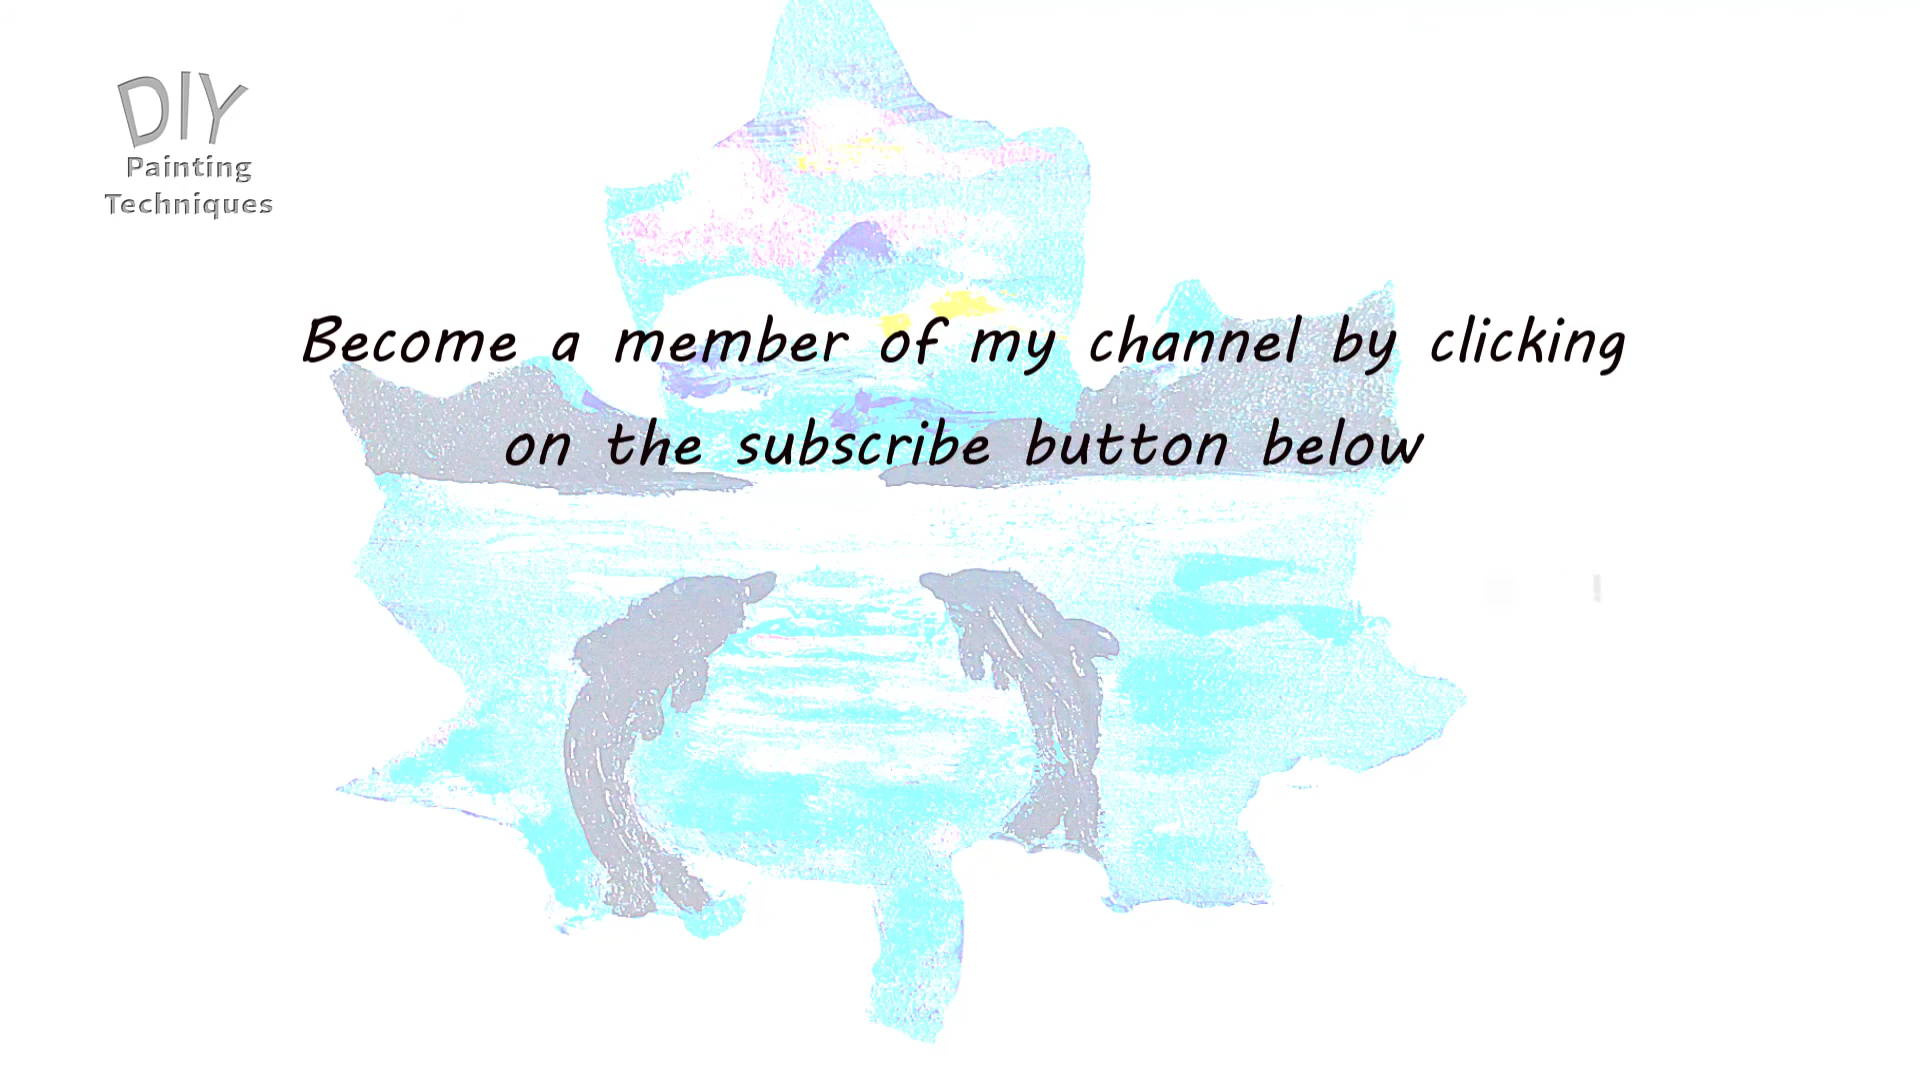 DIY
Painting
Techniques
Become a member of my channel by clicking
on the subscribe button below